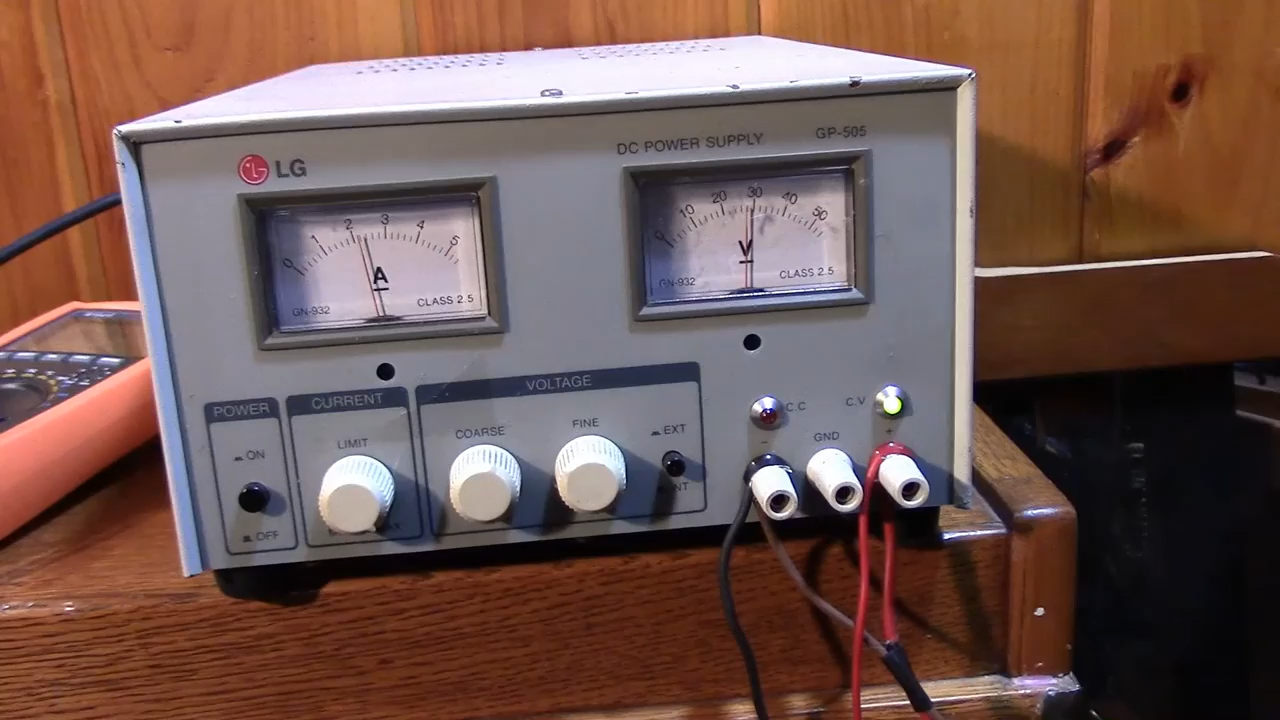 LG
DC POWER SUPPLY GP-505
0 1 2 3 4 5
A
GN-932 CLASS 2.5
0 10 20 30 40 50
V
GN-932 CLASS 2.5
POWER
ON
OFF
CURRENT
LIMIT
VOLTAGE
COARSE
FINE
EXT
C.C
C.V
−
GND
+